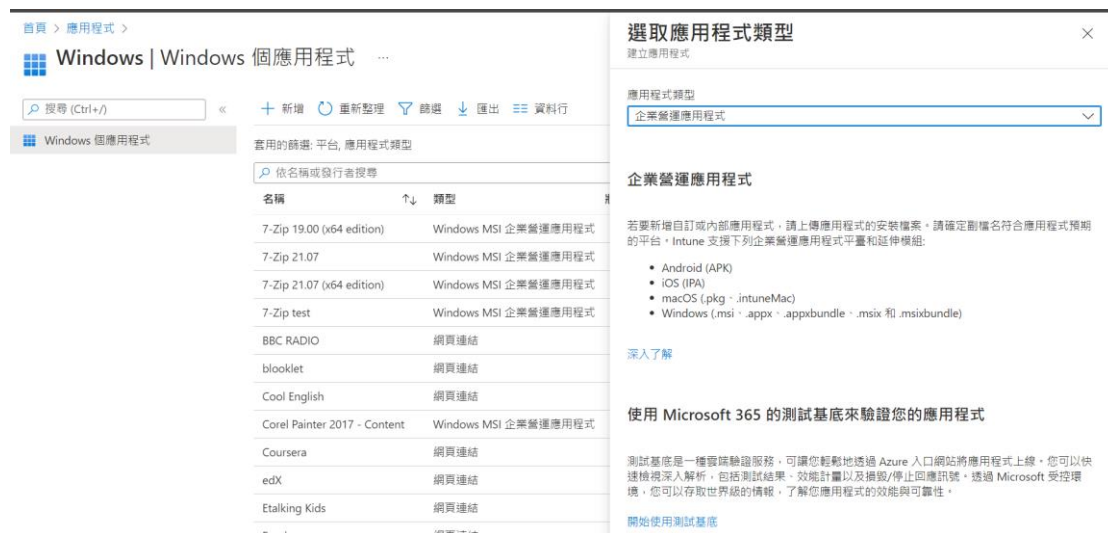 首頁 > 應用程式 >
Windows | Windows 個應用程式 ...
搜尋 (Ctrl+/)
«
Windows 個應用程式
新增 重新整理 篩選 匯出 資料行
套用的篩選: 平台, 應用程式類型
依名稱或發行者搜尋
名稱 ↑↓ 類型
7-Zip 19.00 (x64 edition) Windows MSI 企業營運應用程式
7-Zip 21.07 Windows MSI 企業營運應用程式
7-Zip 21.07 (x64 edition) Windows MSI 企業營運應用程式
7-Zip test Windows MSI 企業營運應用程式
BBC RADIO 網頁連結
blooklet 網頁連結
Cool English 網頁連結
Corel Painter 2017 - Content Windows MSI 企業營運應用程式
Coursera 網頁連結
edX 網頁連結
Etalking Kids 網頁連結
選取應用程式類型
建立應用程式
應用程式類型
企業營運應用程式
企業營運應用程式
若要新增自訂或內部應用程式，請上傳應用程式的安裝檔案。請確定副檔名符合應用程式預期
的平台。Intune 支援下列企業營運應用程式平臺和延伸模組:
• Android (APK)
• iOS (IPA)
• macOS (.pkg、.intuneMac)
• Windows (.msi、.appx、.appxbundle、.msix 和 .msixbundle)
深入了解
使用 Microsoft 365 的測試基底來驗證您的應用程式
測試基底是一種雲端驗證服務，可讓您輕鬆地透過 Azure 入口網站將應用程式上線。您可以快
速檢視深入解析，包括測試結果、效能計量以及損毀/停止回應訊號。透過 Microsoft 受控環
境，您可以存取世界級的情報，了解您應用程式的效能與可靠性。
開始使用測試基底